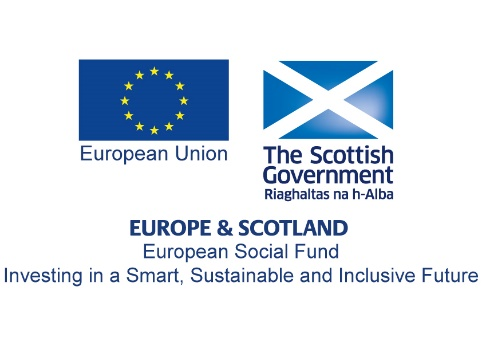 European Union
The Scottish
Government
Riaghaltas na h-Alba
EUROPE & SCOTLAND
European Social Fund
Investing in a Smart, Sustainable and Inclusive Future